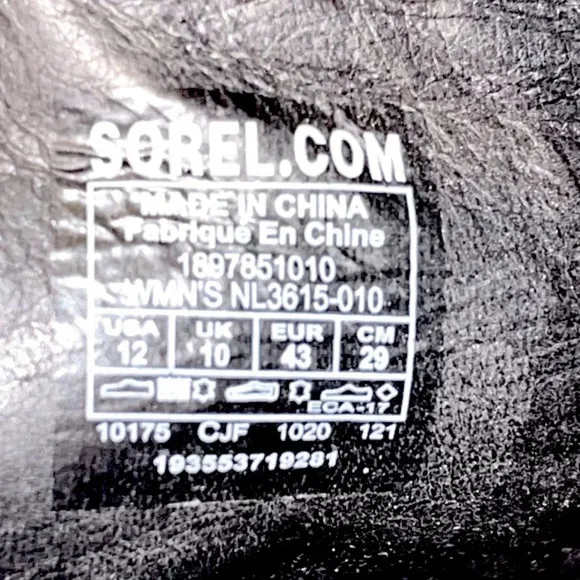 SOREL.COM
MADE IN CHINA
Fabriqué En Chine
1897851010
WMN'S NL3615-010
USA UK EUR CM
12 10 43 29
ECA-17
10175 CJF 1020 121
193553719281